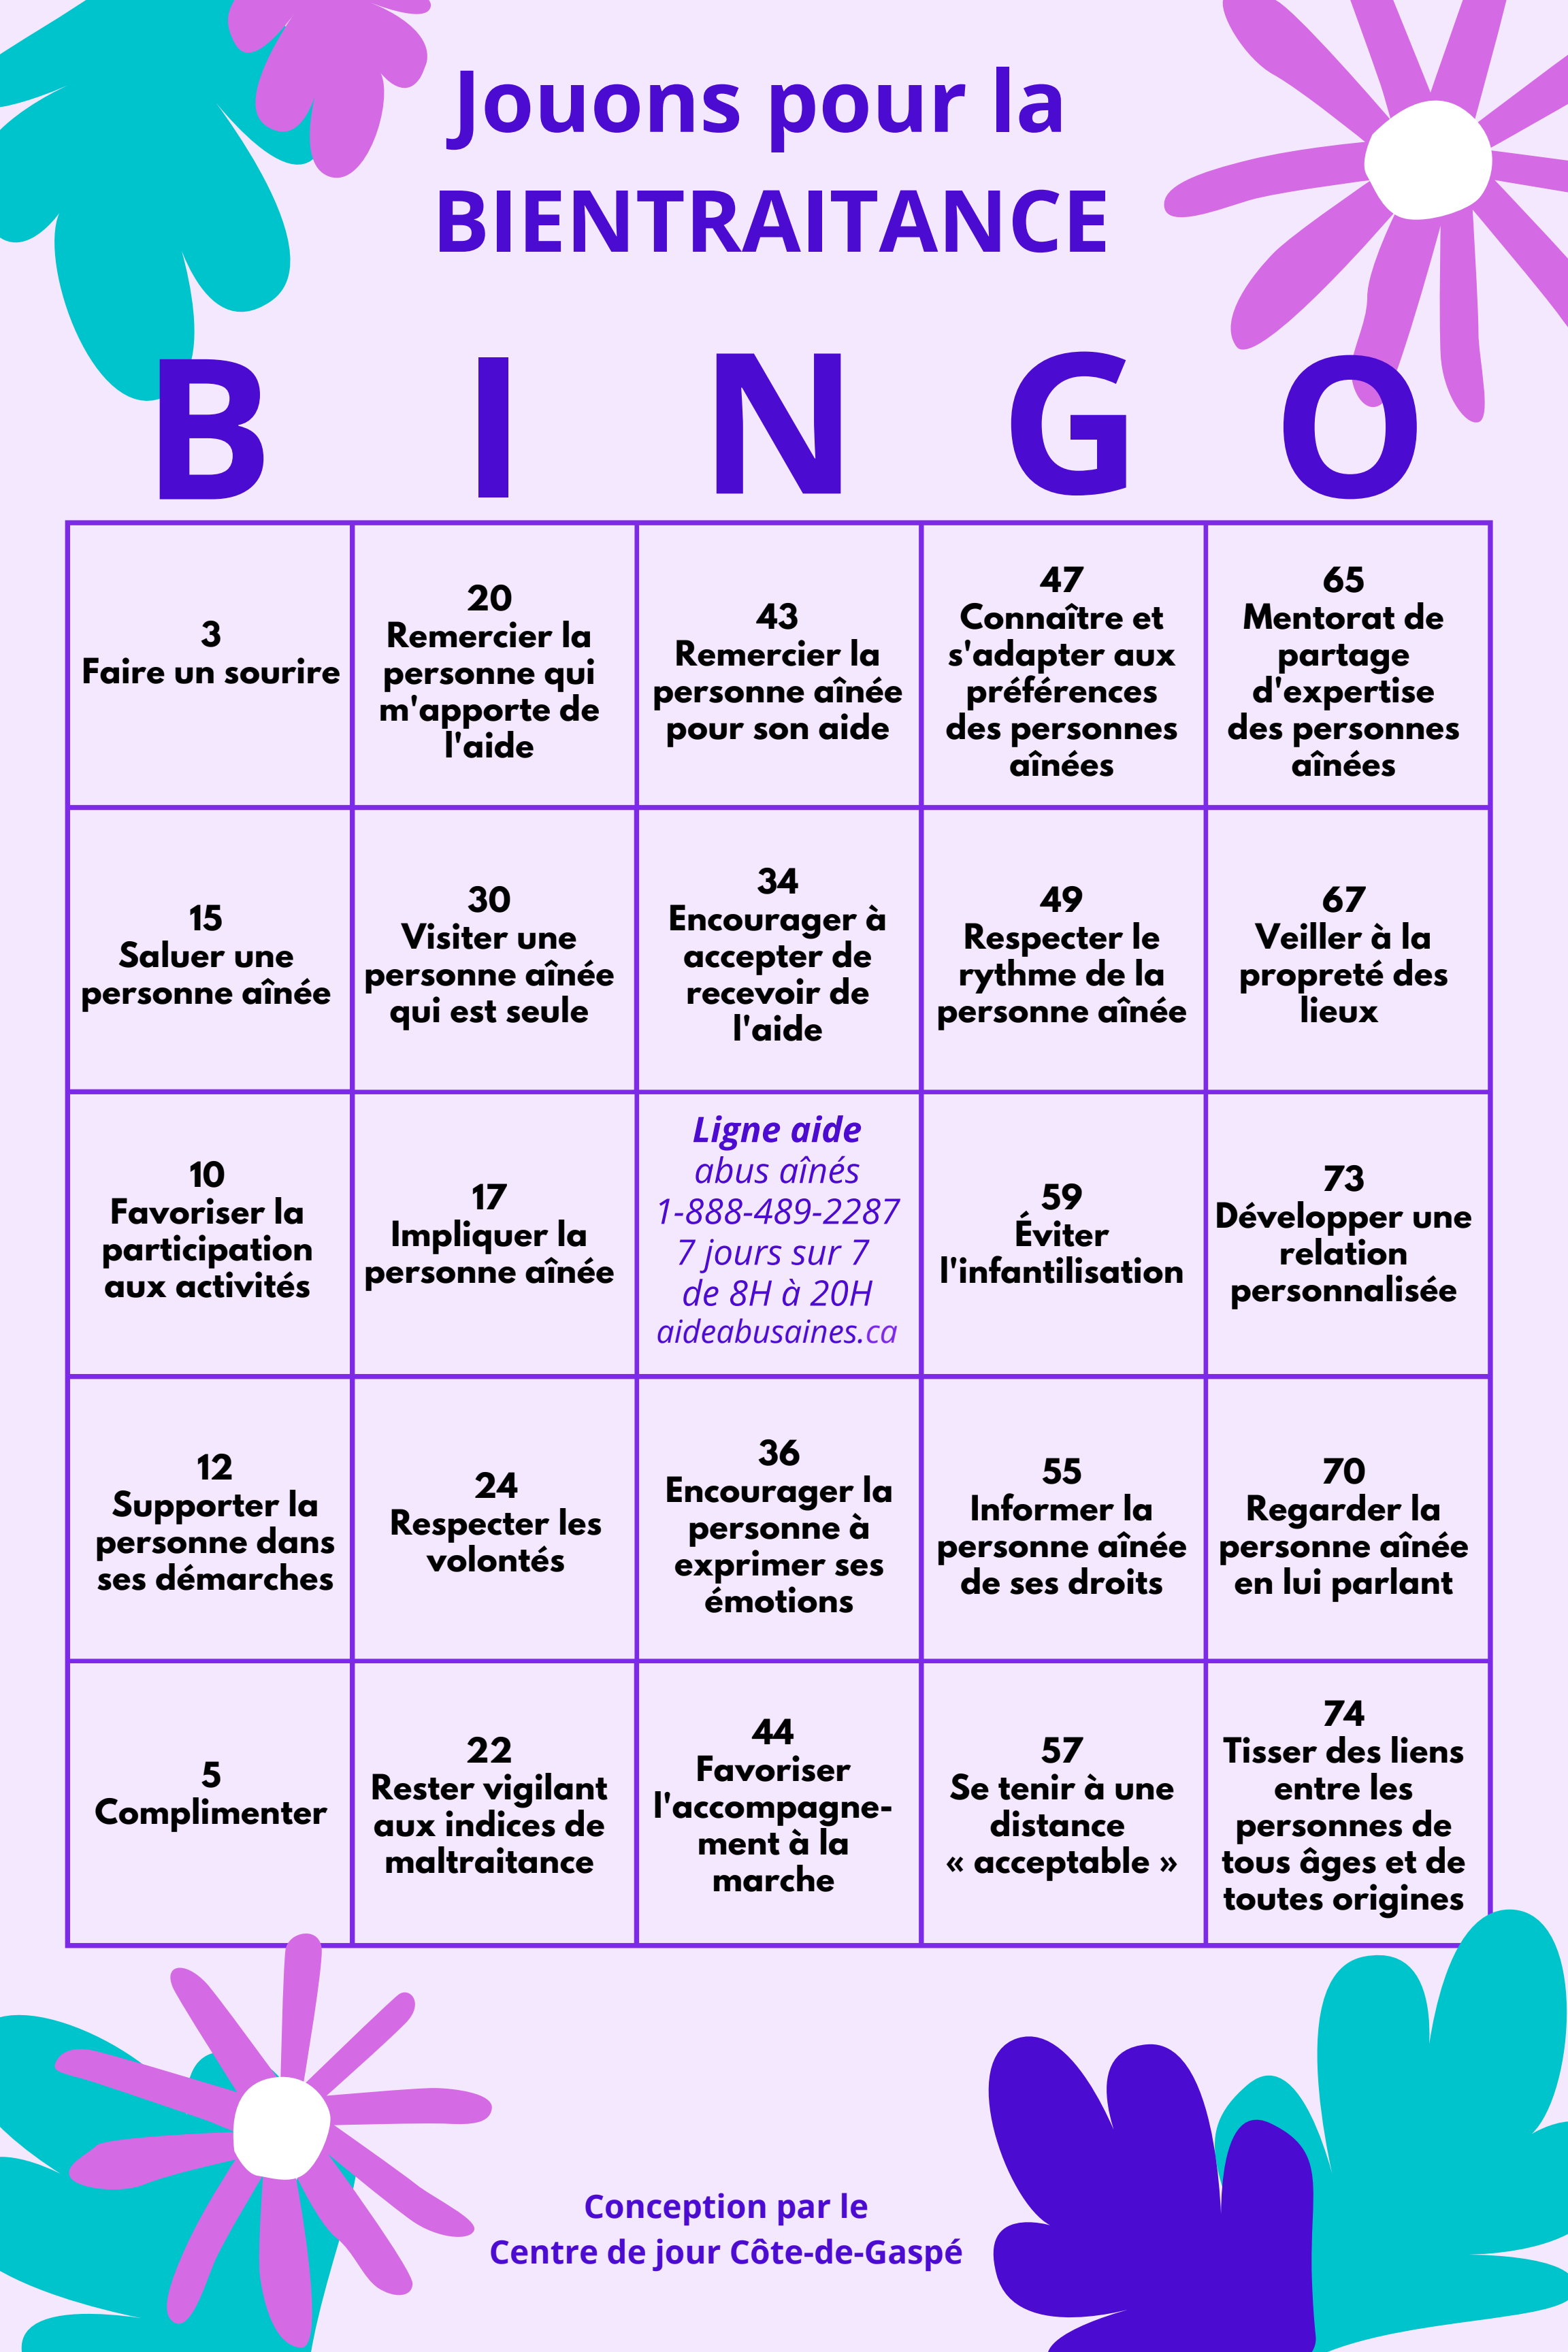 Jouons pour la
BIENTRAITANCE
B I N G O
3
Faire un sourire
20
Remercier la
personne qui
m'apporte de
l'aide
43
Remercier la
personne aînée
pour son aide
47
Connaître et
s'adapter aux
préférences
des personnes
aînées
65
Mentorat de
partage
d'expertise
des personnes
aînées
15
Saluer une
personne aînée
30
Visiter une
personne aînée
qui est seule
34
Encourager à
accepter de
recevoir de
l'aide
49
Respecter le
rythme de la
personne aînée
67
Veiller à la
propreté des
lieux
10
Favoriser la
participation
aux activités
17
Impliquer la
personne aînée
Ligne aide
abus aînés
1-888-489-2287
7 jours sur 7
de 8H à 20H
aideabusaines.ca
59
Éviter
l'infantilisation
73
Développer une
relation
personnalisée
12
Supporter la
personne dans
ses démarches
24
Respecter les
volontés
36
Encourager la
personne à
exprimer ses
émotions
55
Informer la
personne aînée
de ses droits
70
Regarder la
personne aînée
en lui parlant
5
Complimenter
22
Rester vigilant
aux indices de
maltraitance
44
Favoriser
l'accompagne-
ment à la
marche
57
Se tenir à une
distance
« acceptable »
74
Tisser des liens
entre les
personnes de
tous âges et de
toutes origines
Conception par le
Centre de jour Côte-de-Gaspé